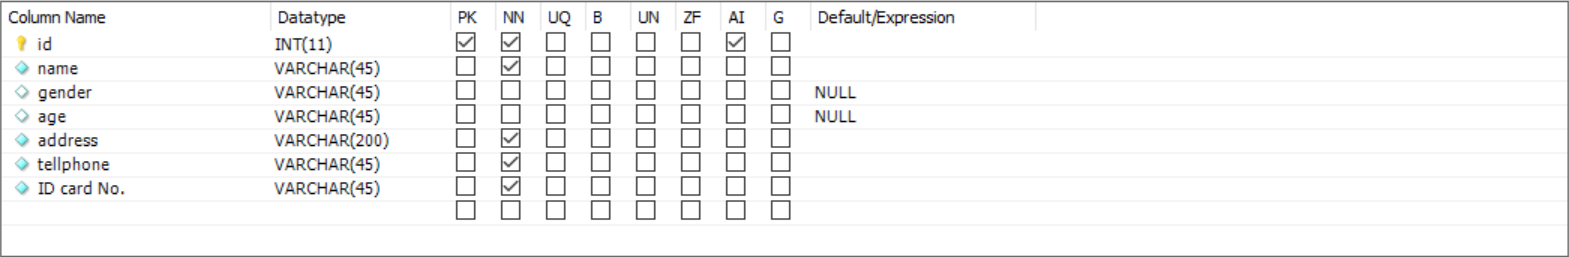 Column Name Datatype PK NN UQ B UN ZF AI G Default/Expression
id INT(11)
name VARCHAR(45)
gender VARCHAR(45) NULL
age VARCHAR(45) NULL
address VARCHAR(200)
tellphone VARCHAR(45)
ID card No. VARCHAR(45)